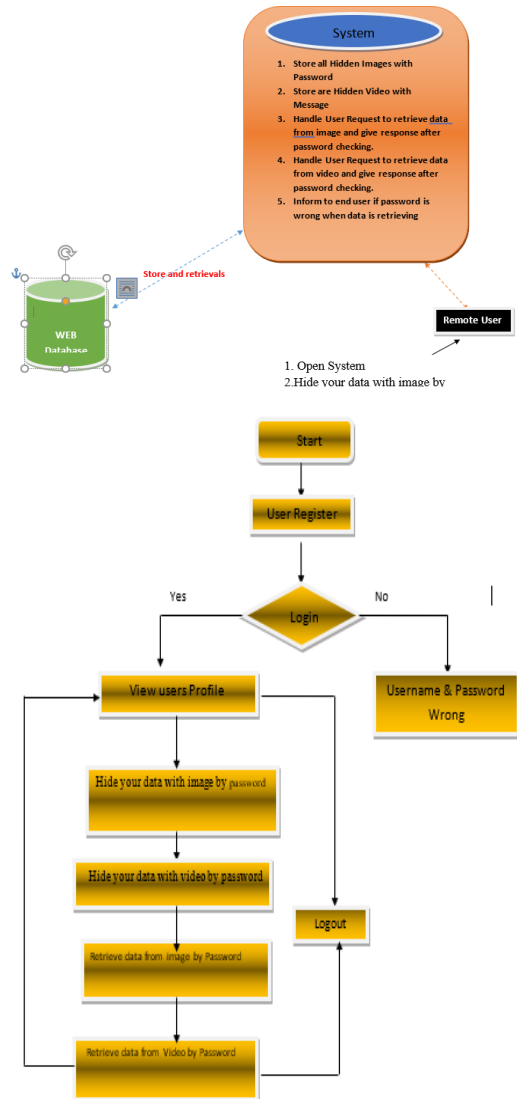 System
1. Store all Hidden Images with
Password
2. Store are Hidden Video with
Message
3. Handle User Request to retrieve data
from image and give response after
password checking.
4. Handle User Request to retrieve data
from video and give response after
password checking.
5. Inform to end user if password is
wrong when data is retrieving
Store and retrievals
WEB
Database
Remote User
1. Open System
2.Hide your data with image by
Start
User Register
Yes
No
Login
View users Profile
Username & Password
Wrong
Hide your data with image by password
Hide your data with video by password
Logout
Retrieve data from image by Password
Retrieve data from Video by Password